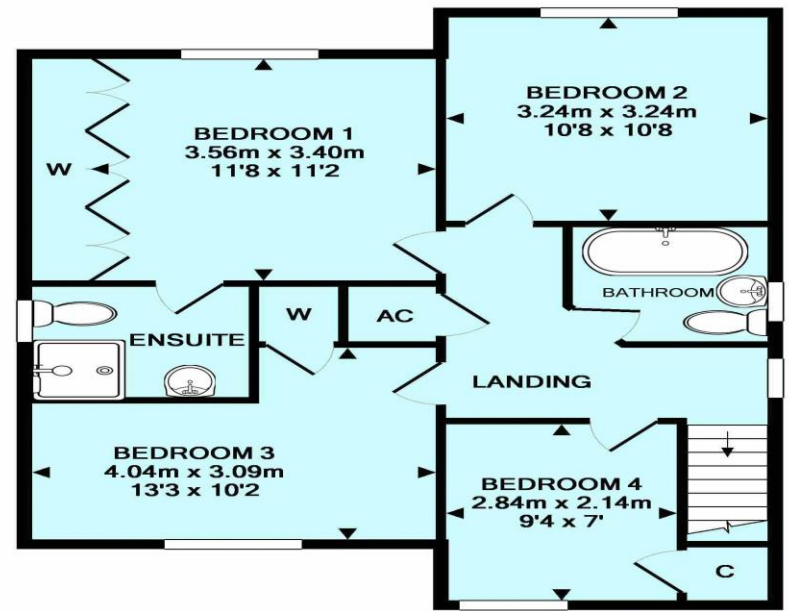 BEDROOM 2
3.24m x 3.24m
10'8 x 10'8
BEDROOM 1
3.56m x 3.40m
11'8 x 11'2
W
BATHROOM
W
AC
ENSUITE
LANDING
BEDROOM 3
4.04m x 3.09m
13'3 x 10'2
BEDROOM 4
2.84m x 2.14m
9'4 x 7'
C